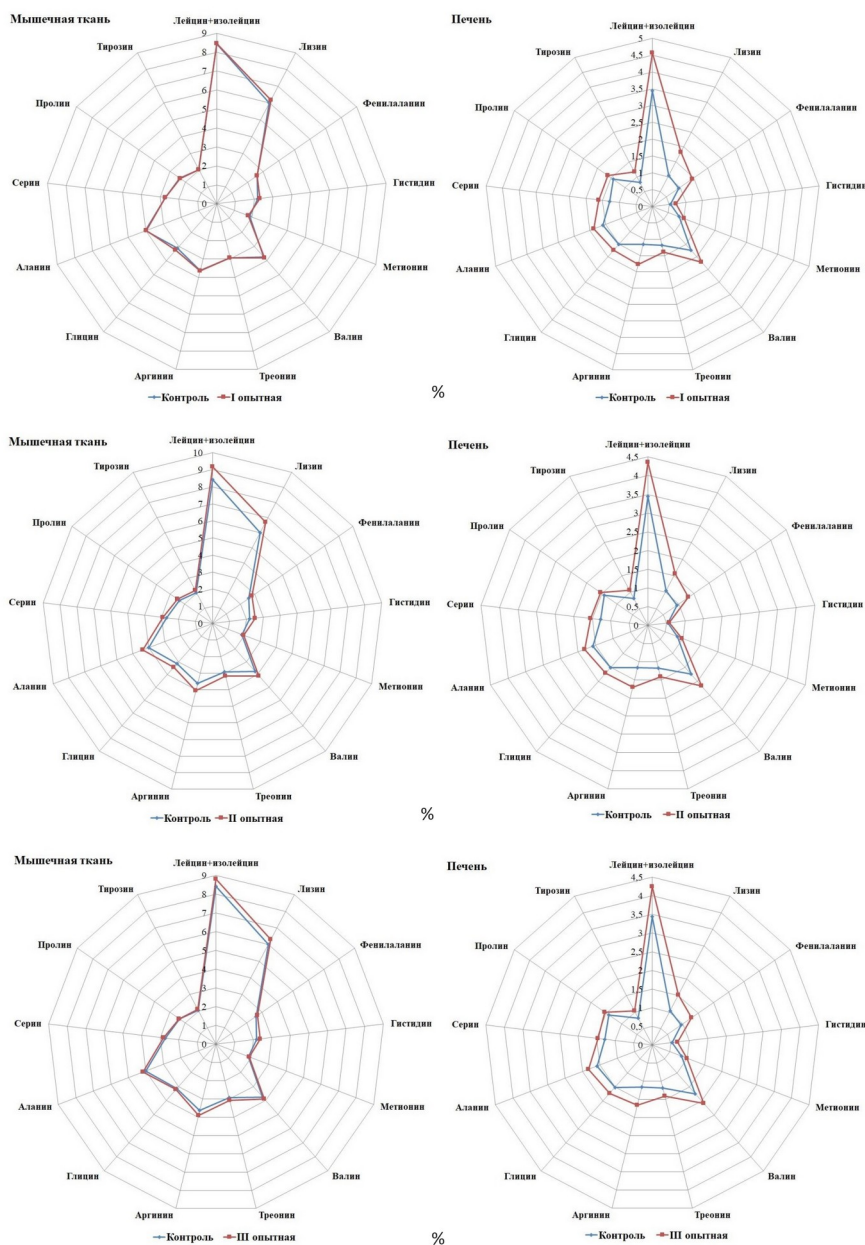 Мышечная ткань
Лейцин+изолейцин
9
8
7
6
5
4
3
2
1
0
Лизин
Фенилаланин
Гистидин
Метионин
Валин
Треонин
Аргинин
Глицин
Аланин
Серин
Пролин
Тирозин
Контроль
I опытная
Печень
Лейцин+изолейцин
5
4,5
4
3,5
3
2,5
2
1,5
1
0,5
0
Лизин
Фенилаланин
Гистидин
Метионин
Валин
Треонин
Аргинин
Глицин
Аланин
Серин
Пролин
Тирозин
Контроль
I опытная
%
Мышечная ткань
Лейцин+изолейцин
10
9
8
7
6
5
4
3
2
1
0
Лизин
Фенилаланин
Гистидин
Метионин
Валин
Треонин
Аргинин
Глицин
Аланин
Серин
Пролин
Тирозин
Контроль
II опытная
Печень
Лейцин+изолейцин
4,5
4
3,5
3
2,5
2
1,5
1
0,5
0
Лизин
Фенилаланин
Гистидин
Метионин
Валин
Треонин
Аргинин
Глицин
Аланин
Серин
Пролин
Тирозин
Контроль
II опытная
%
Мышечная ткань
Лейцин+изолейцин
9
8
7
6
5
4
3
2
1
0
Лизин
Фенилаланин
Гистидин
Метионин
Валин
Треонин
Аргинин
Глицин
Аланин
Серин
Пролин
Тирозин
Контроль
III опытная
Печень
Лейцин+изолейцин
4,5
4
3,5
3
2,5
2
1,5
1
0,5
0
Лизин
Фенилаланин
Гистидин
Метионин
Валин
Треонин
Аргинин
Глицин
Аланин
Серин
Пролин
Тирозин
Контроль
III опытная
%